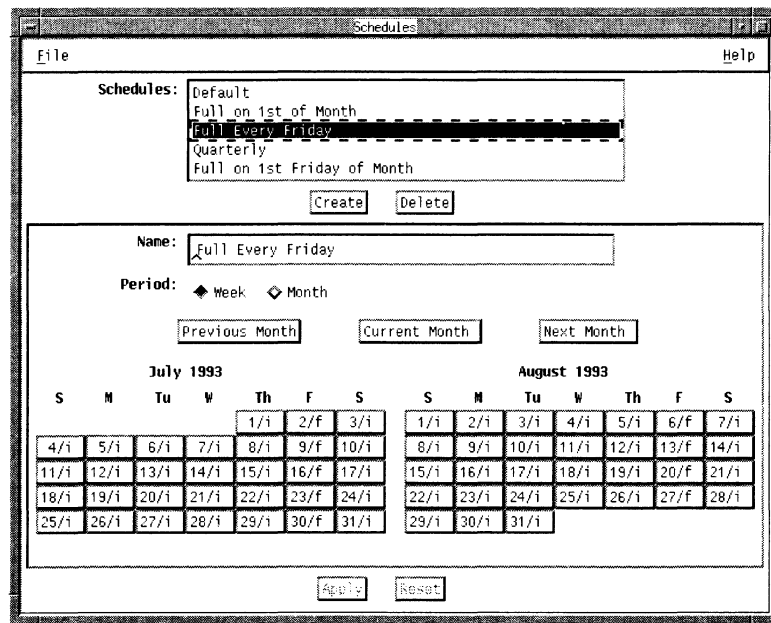 Schedules
File Help
Schedules: Default
Full on 1st of Month
Full Every Friday
Quarterly
Full on 1st Friday of Month
Create Delete
Name: Full Every Friday
Period: Week Month
Previous Month Current Month Next Month
July 1993 August 1993
S M Tu W Th F S S M Tu W Th F S
1/i 2/f 3/i 1/i 2/i 3/i 4/i 5/i 6/f 7/i
4/i 5/i 6/i 7/i 8/i 9/f 10/i 8/i 9/i 10/i 11/i 12/i 13/f 14/i
11/i 12/i 13/i 14/i 15/i 16/f 17/i 15/i 16/i 17/i 18/i 19/i 20/f 21/i
18/i 19/i 20/i 21/i 22/i 23/f 24/i 22/i 23/i 24/i 25/i 26/i 27/f 28/i
25/i 26/i 27/i 28/i 29/i 30/f 31/i 29/i 30/i 31/i
Apply Reset